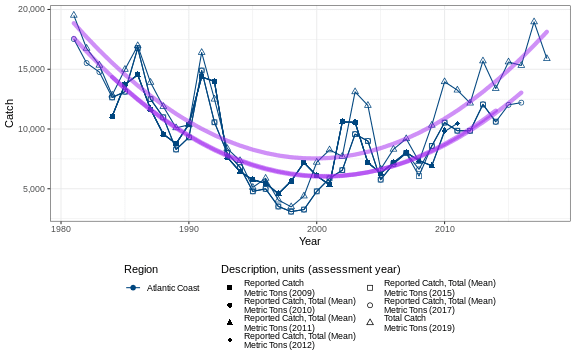 20,000
15,000
10,000
5,000
Catch
1980
1990
2000
2010
Year
Region
Atlantic Coast
Description, units (assessment year)
Reported Catch
Metric Tons (2009)
Reported Catch, Total (Mean)
Metric Tons (2010)
Reported Catch, Total (Mean)
Metric Tons (2011)
Reported Catch, Total (Mean)
Metric Tons (2012)
Reported Catch, Total (Mean)
Metric Tons (2015)
Reported Catch, Total (Mean)
Metric Tons (2017)
Total Catch
Metric Tons (2019)